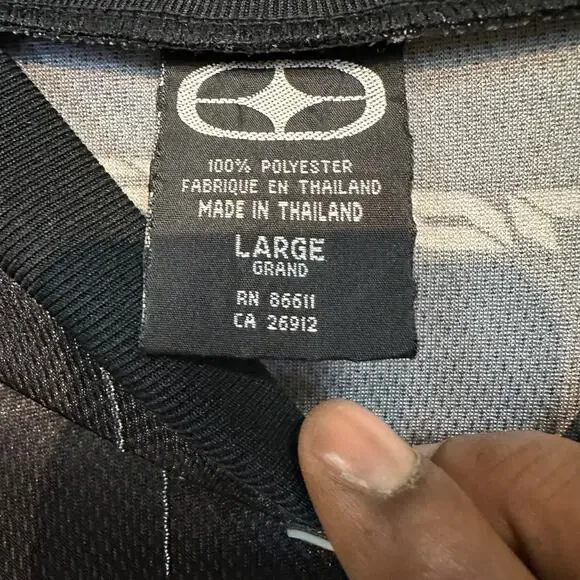 100% POLYESTER
FABRIQUE EN THAILAND
MADE IN THAILAND
LARGE
GRAND
RN 86611
CA 26912